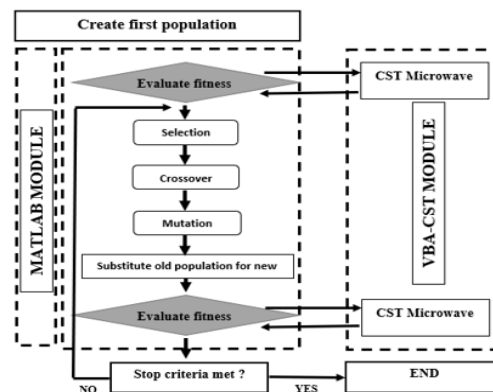 Create first population
Evaluate fitness
CST Microwave
Selection
Crossover
Mutation
Substitute old population for new
Evaluate fitness
CST Microwave
Stop criteria met ?
END
NO
YES
MATLAB MODULE
VBA-CST MODULE